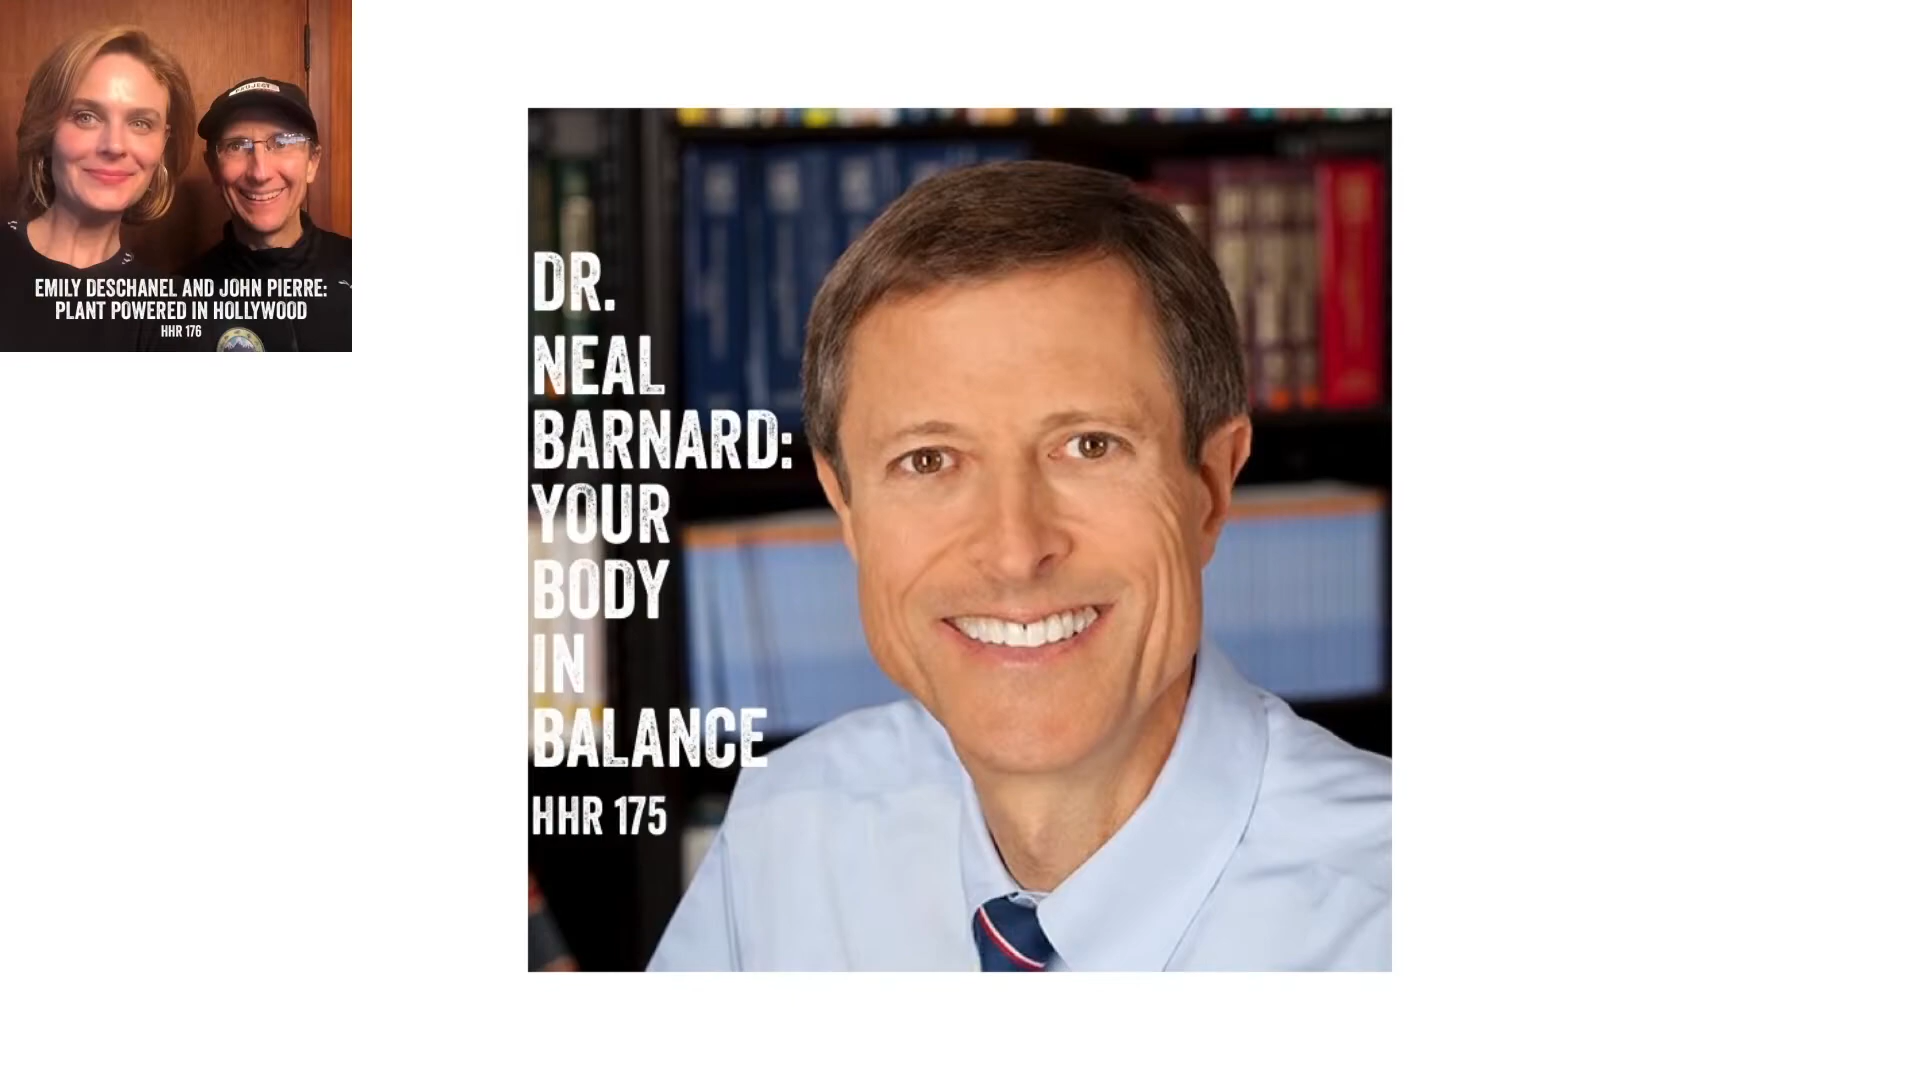 PROJECT
EMILY DESCHANEL AND JOHN PIERRE:
PLANT POWERED IN HOLLYWOOD
HHR 176
DR.
NEAL
BARNARD:
YOUR
BODY
IN
BALANCE
HHR 175